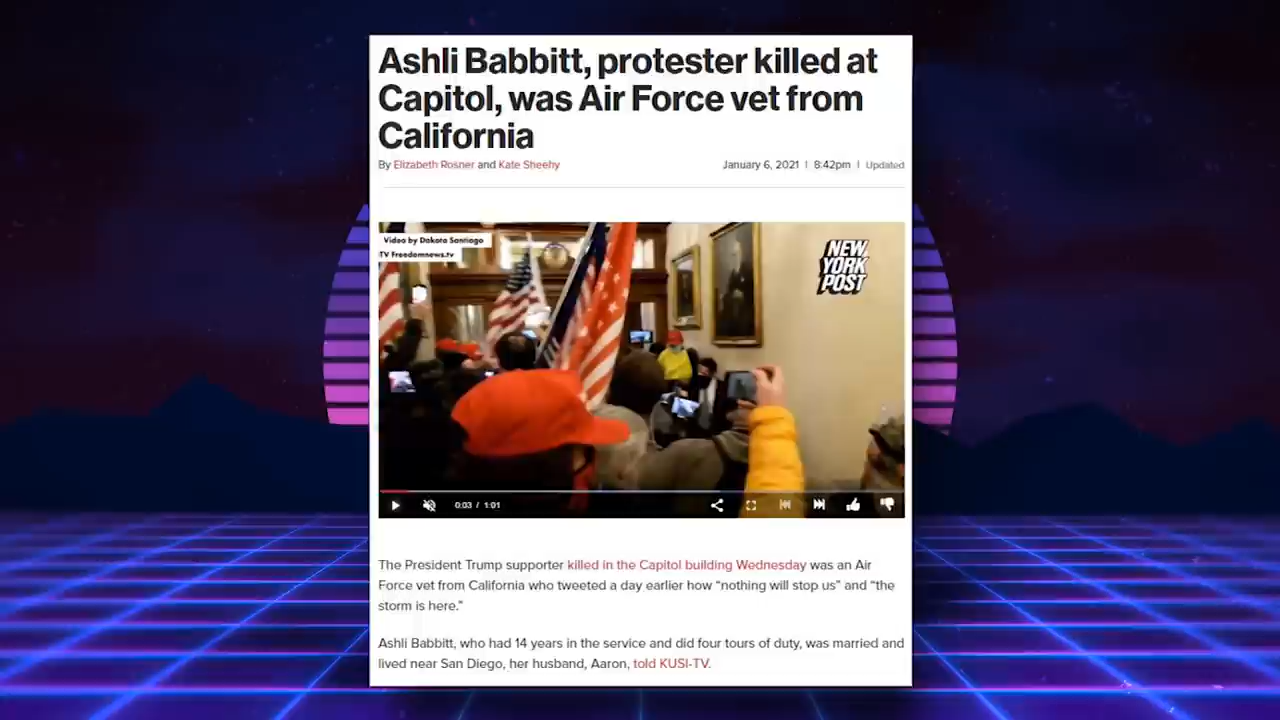 Ashli Babbitt, protester killed at
Capitol, was Air Force vet from
California
By Elizabeth Rosner and Kate Sheehy January 6, 2021 | 8:42pm | Updated
Video by Dakota Santiago
TV Freedomnews.tv
NEW
YORK
POST
0:03 / 1:01
The President Trump supporter killed in the Capitol building Wednesday was an Air
Force vet from California who tweeted a day earlier how “nothing will stop us” and “the
storm is here.”
Ashli Babbitt, who had 14 years in the service and did four tours of duty, was married and
lived near San Diego, her husband, Aaron, told KUSI-TV.